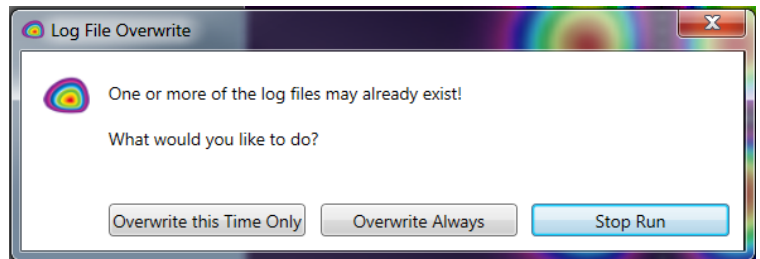 Log File Overwrite
One or more of the log files may already exist!
What would you like to do?
Overwrite this Time Only Overwrite Always Stop Run